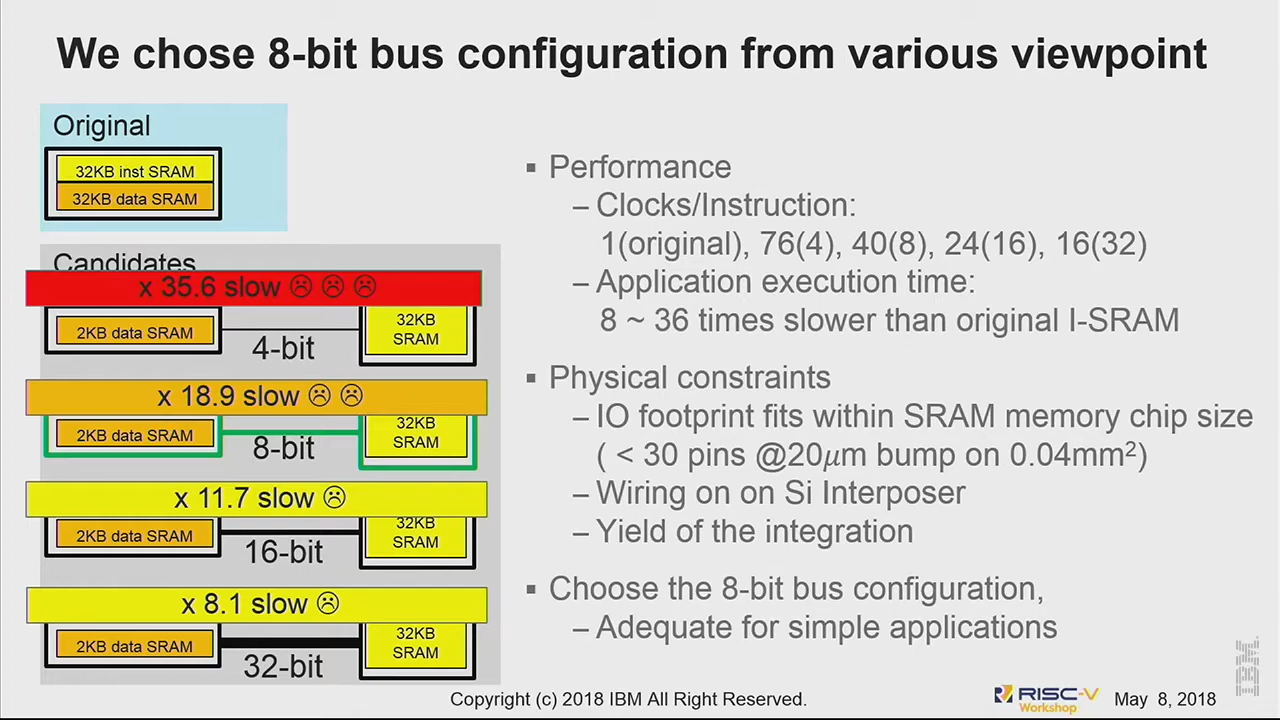 We chose 8-bit bus configuration from various viewpoint
Original
32KB inst SRAM
32KB data SRAM
Candidates
x 35.6 slow ☹ ☹ ☹
2KB data SRAM
4-bit
32KB
SRAM
x 18.9 slow ☹ ☹
2KB data SRAM
8-bit
32KB
SRAM
x 11.7 slow ☹
2KB data SRAM
16-bit
32KB
SRAM
x 8.1 slow ☹
2KB data SRAM
32-bit
32KB
SRAM
▪ Performance
– Clocks/Instruction:
1(original), 76(4), 40(8), 24(16), 16(32)
– Application execution time:
8 ~ 36 times slower than original I-SRAM
▪ Physical constraints
– IO footprint fits within SRAM memory chip size
( < 30 pins @20μm bump on 0.04mm²)
– Wiring on on Si Interposer
– Yield of the integration
▪ Choose the 8-bit bus configuration,
– Adequate for simple applications
IBM
Copyright (c) 2018 IBM All Right Reserved.
RISC-V
Workshop
May 8, 2018